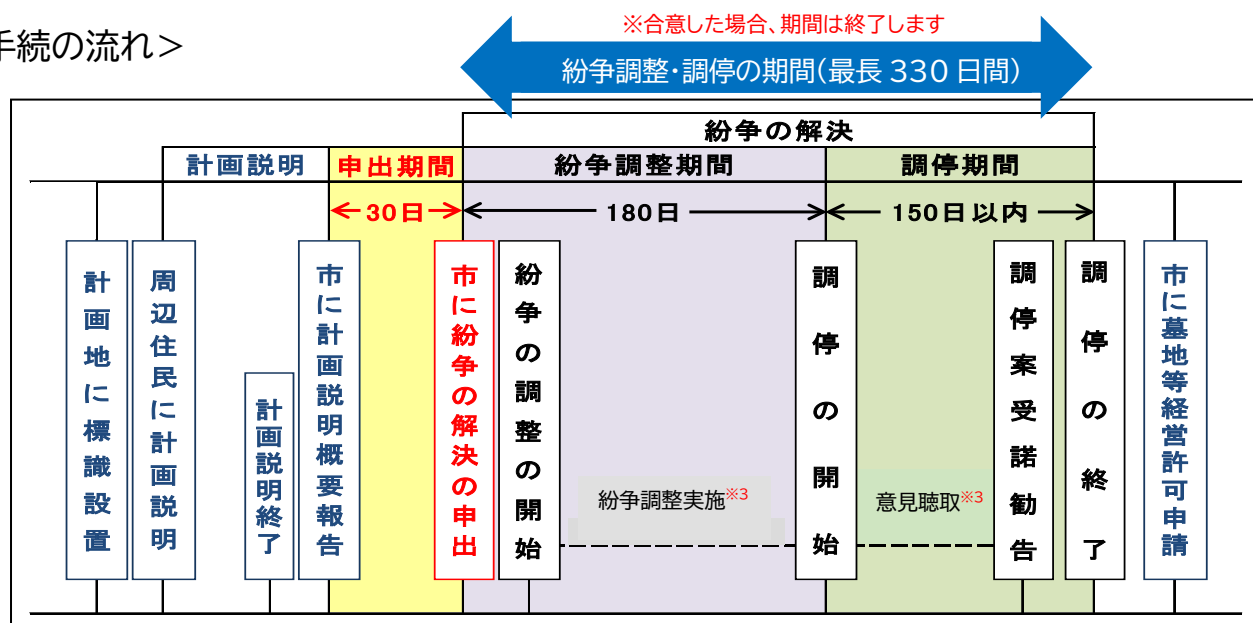 ※合意した場合、期間は終了します
手続の流れ＞
紛争調整・調停の期間（最長 330 日間）
紛争の解決
計画説明
申出期間
紛争調整期間
調停期間
30日
180日
150日以内
計画地に標識設置
周辺住民に計画説明
計画説明終了
市に計画説明概要報告
市に紛争の解決の申出
紛争の調整の開始
紛争調整実施※3
調停の開始
意見聴取※3
調停案受諾勧告
調停の終了
市に墓地等経営許可申請